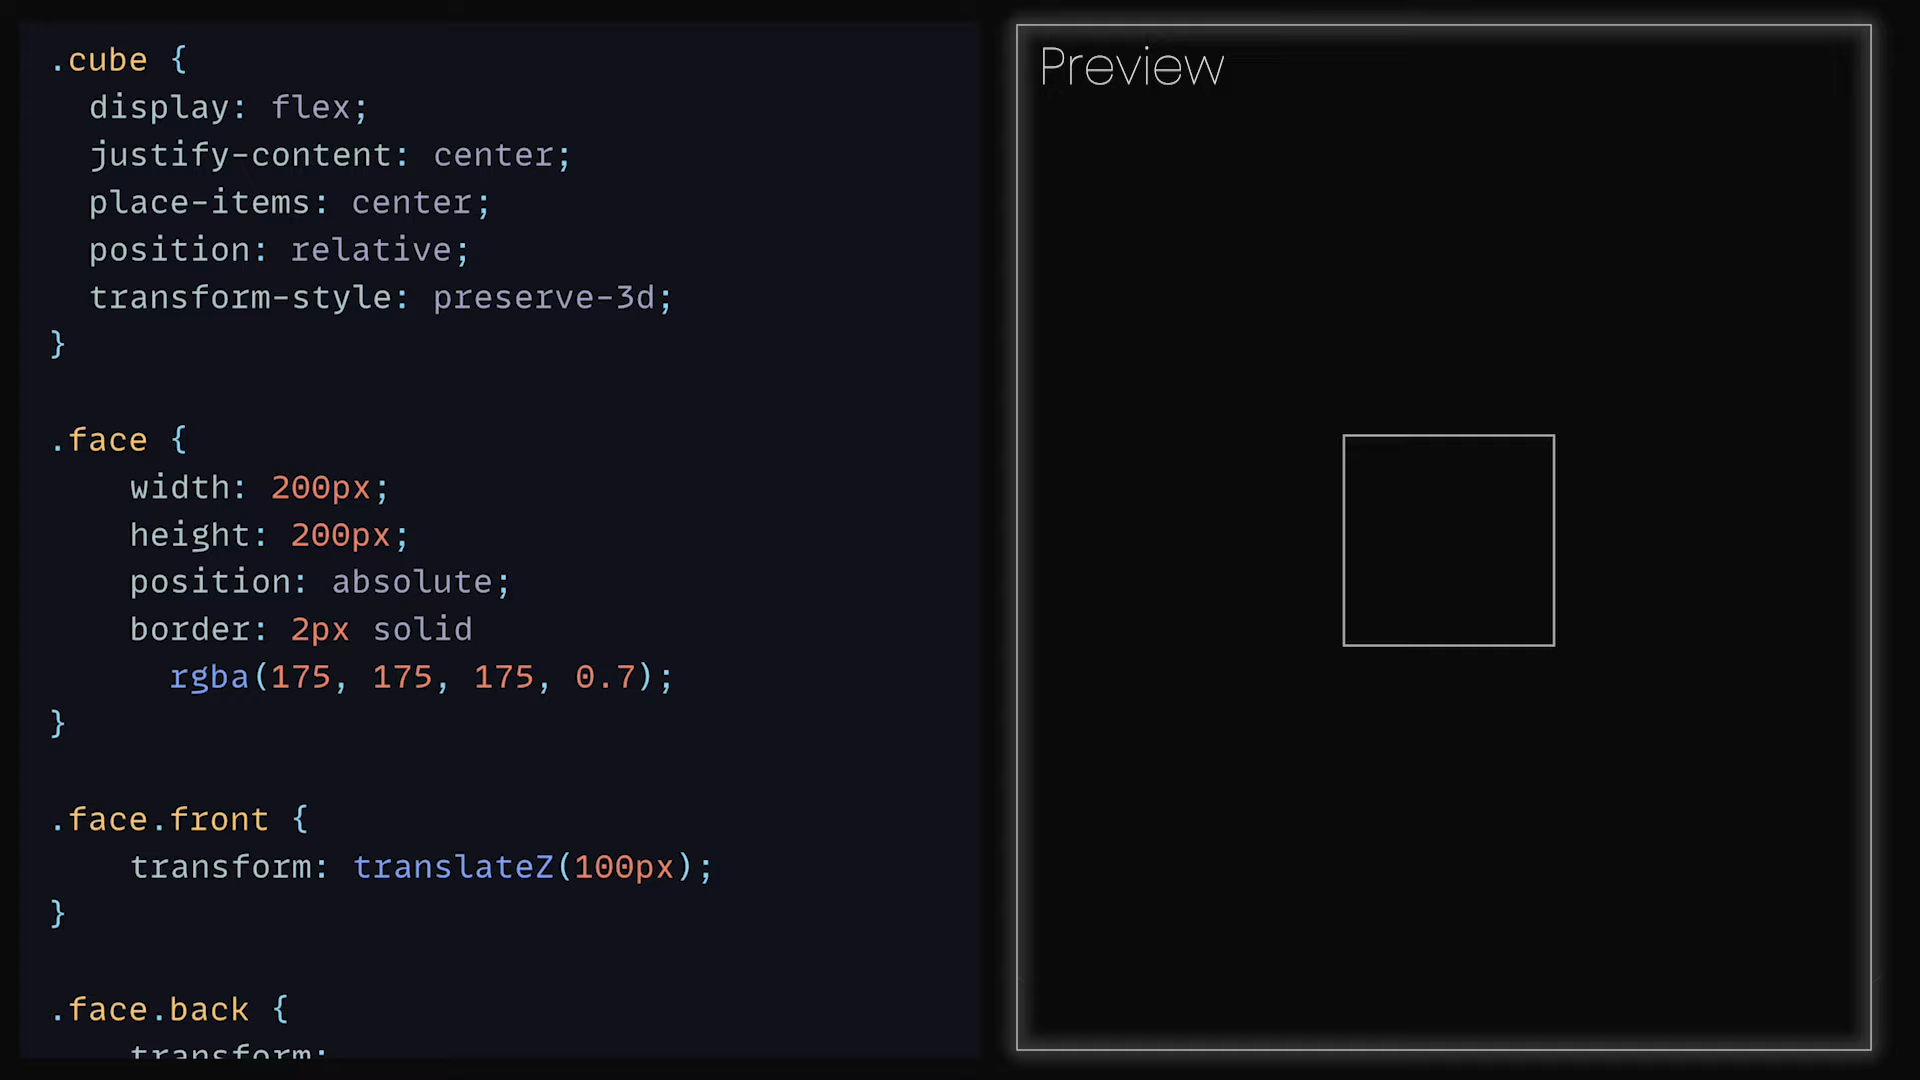 .cube {
display: flex;
justify-content: center;
place-items: center;
position: relative;
transform-style: preserve-3d;
}
.face {
width: 200px;
height: 200px;
position: absolute;
border: 2px solid
rgba(175, 175, 175, 0.7);
}
.face.front {
transform: translateZ(100px);
}
.face.back {
transform:
Preview